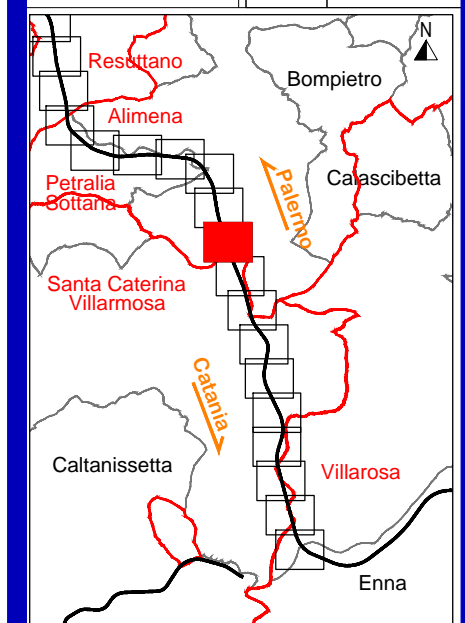 N
Resuttano
Bompietro
Alimena
Calascibetta
Petralia
Sottana
Palermo
Santa Caterina
Villarmosa
Catania
Caltanissetta
Villarosa
Enna